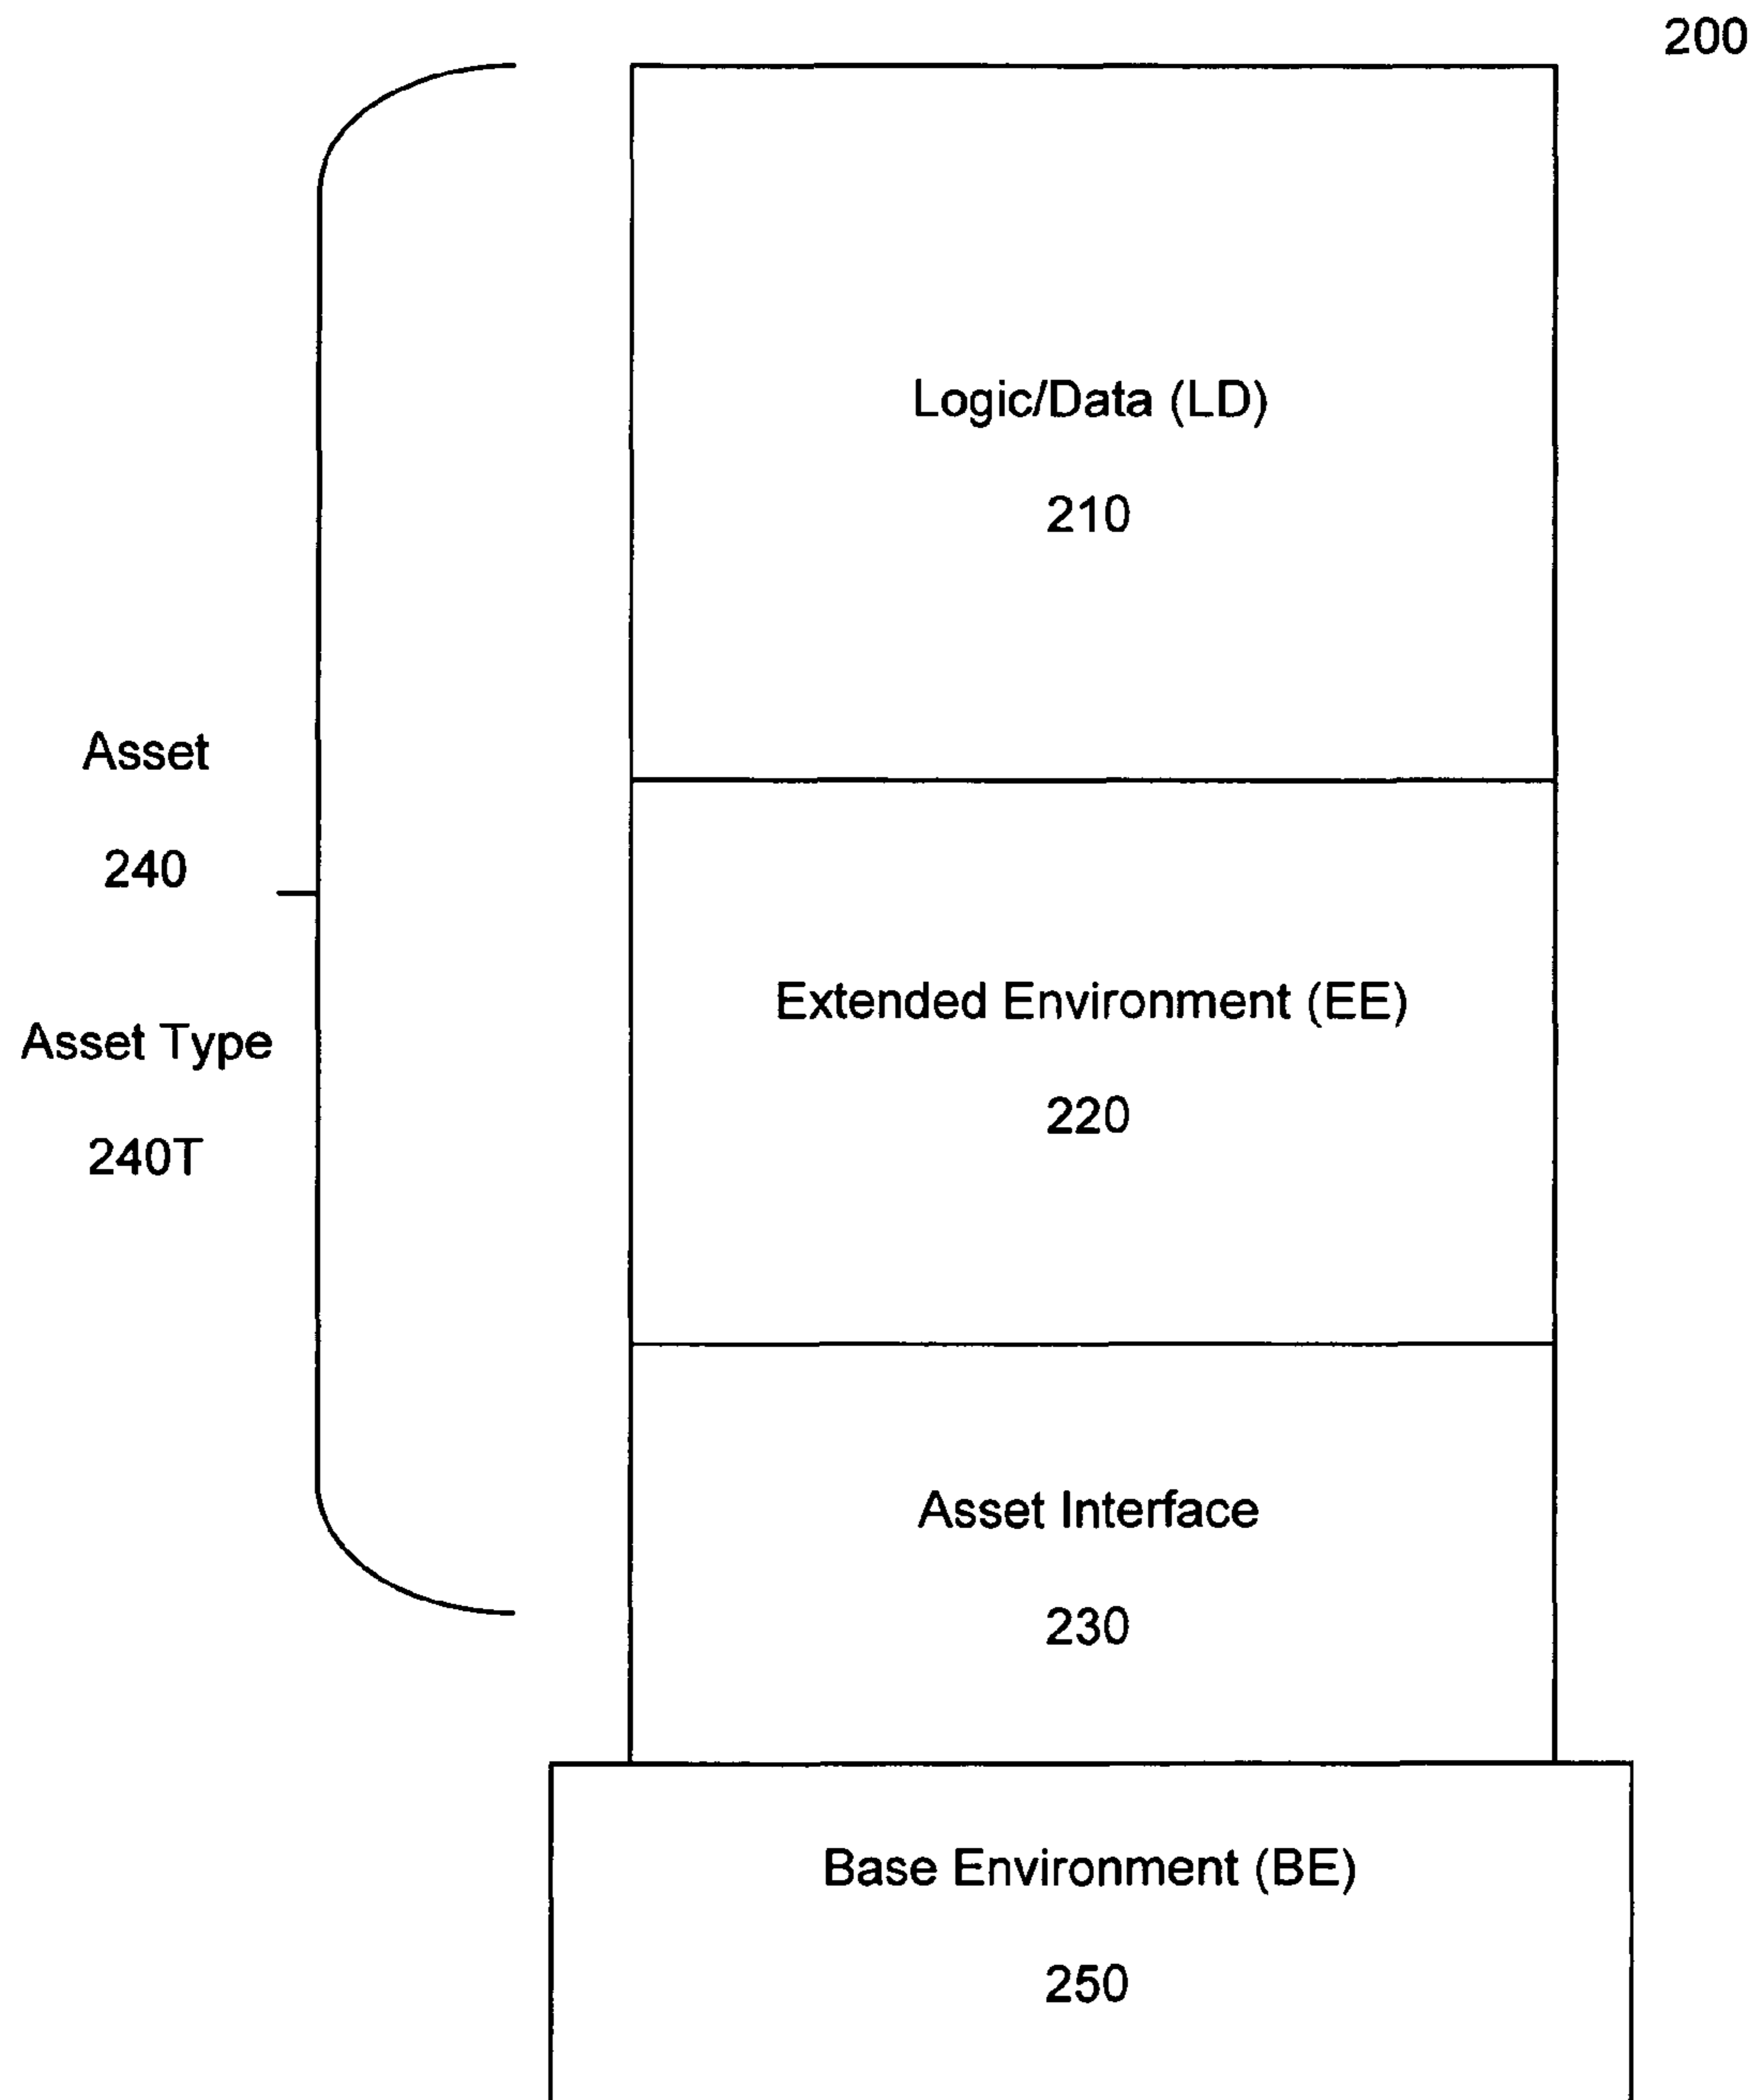 200
Logic/Data (LD)
210
Asset
240
Asset Type
240T
Extended Environment (EE)
220
Asset Interface
230
Base Environment (BE)
250